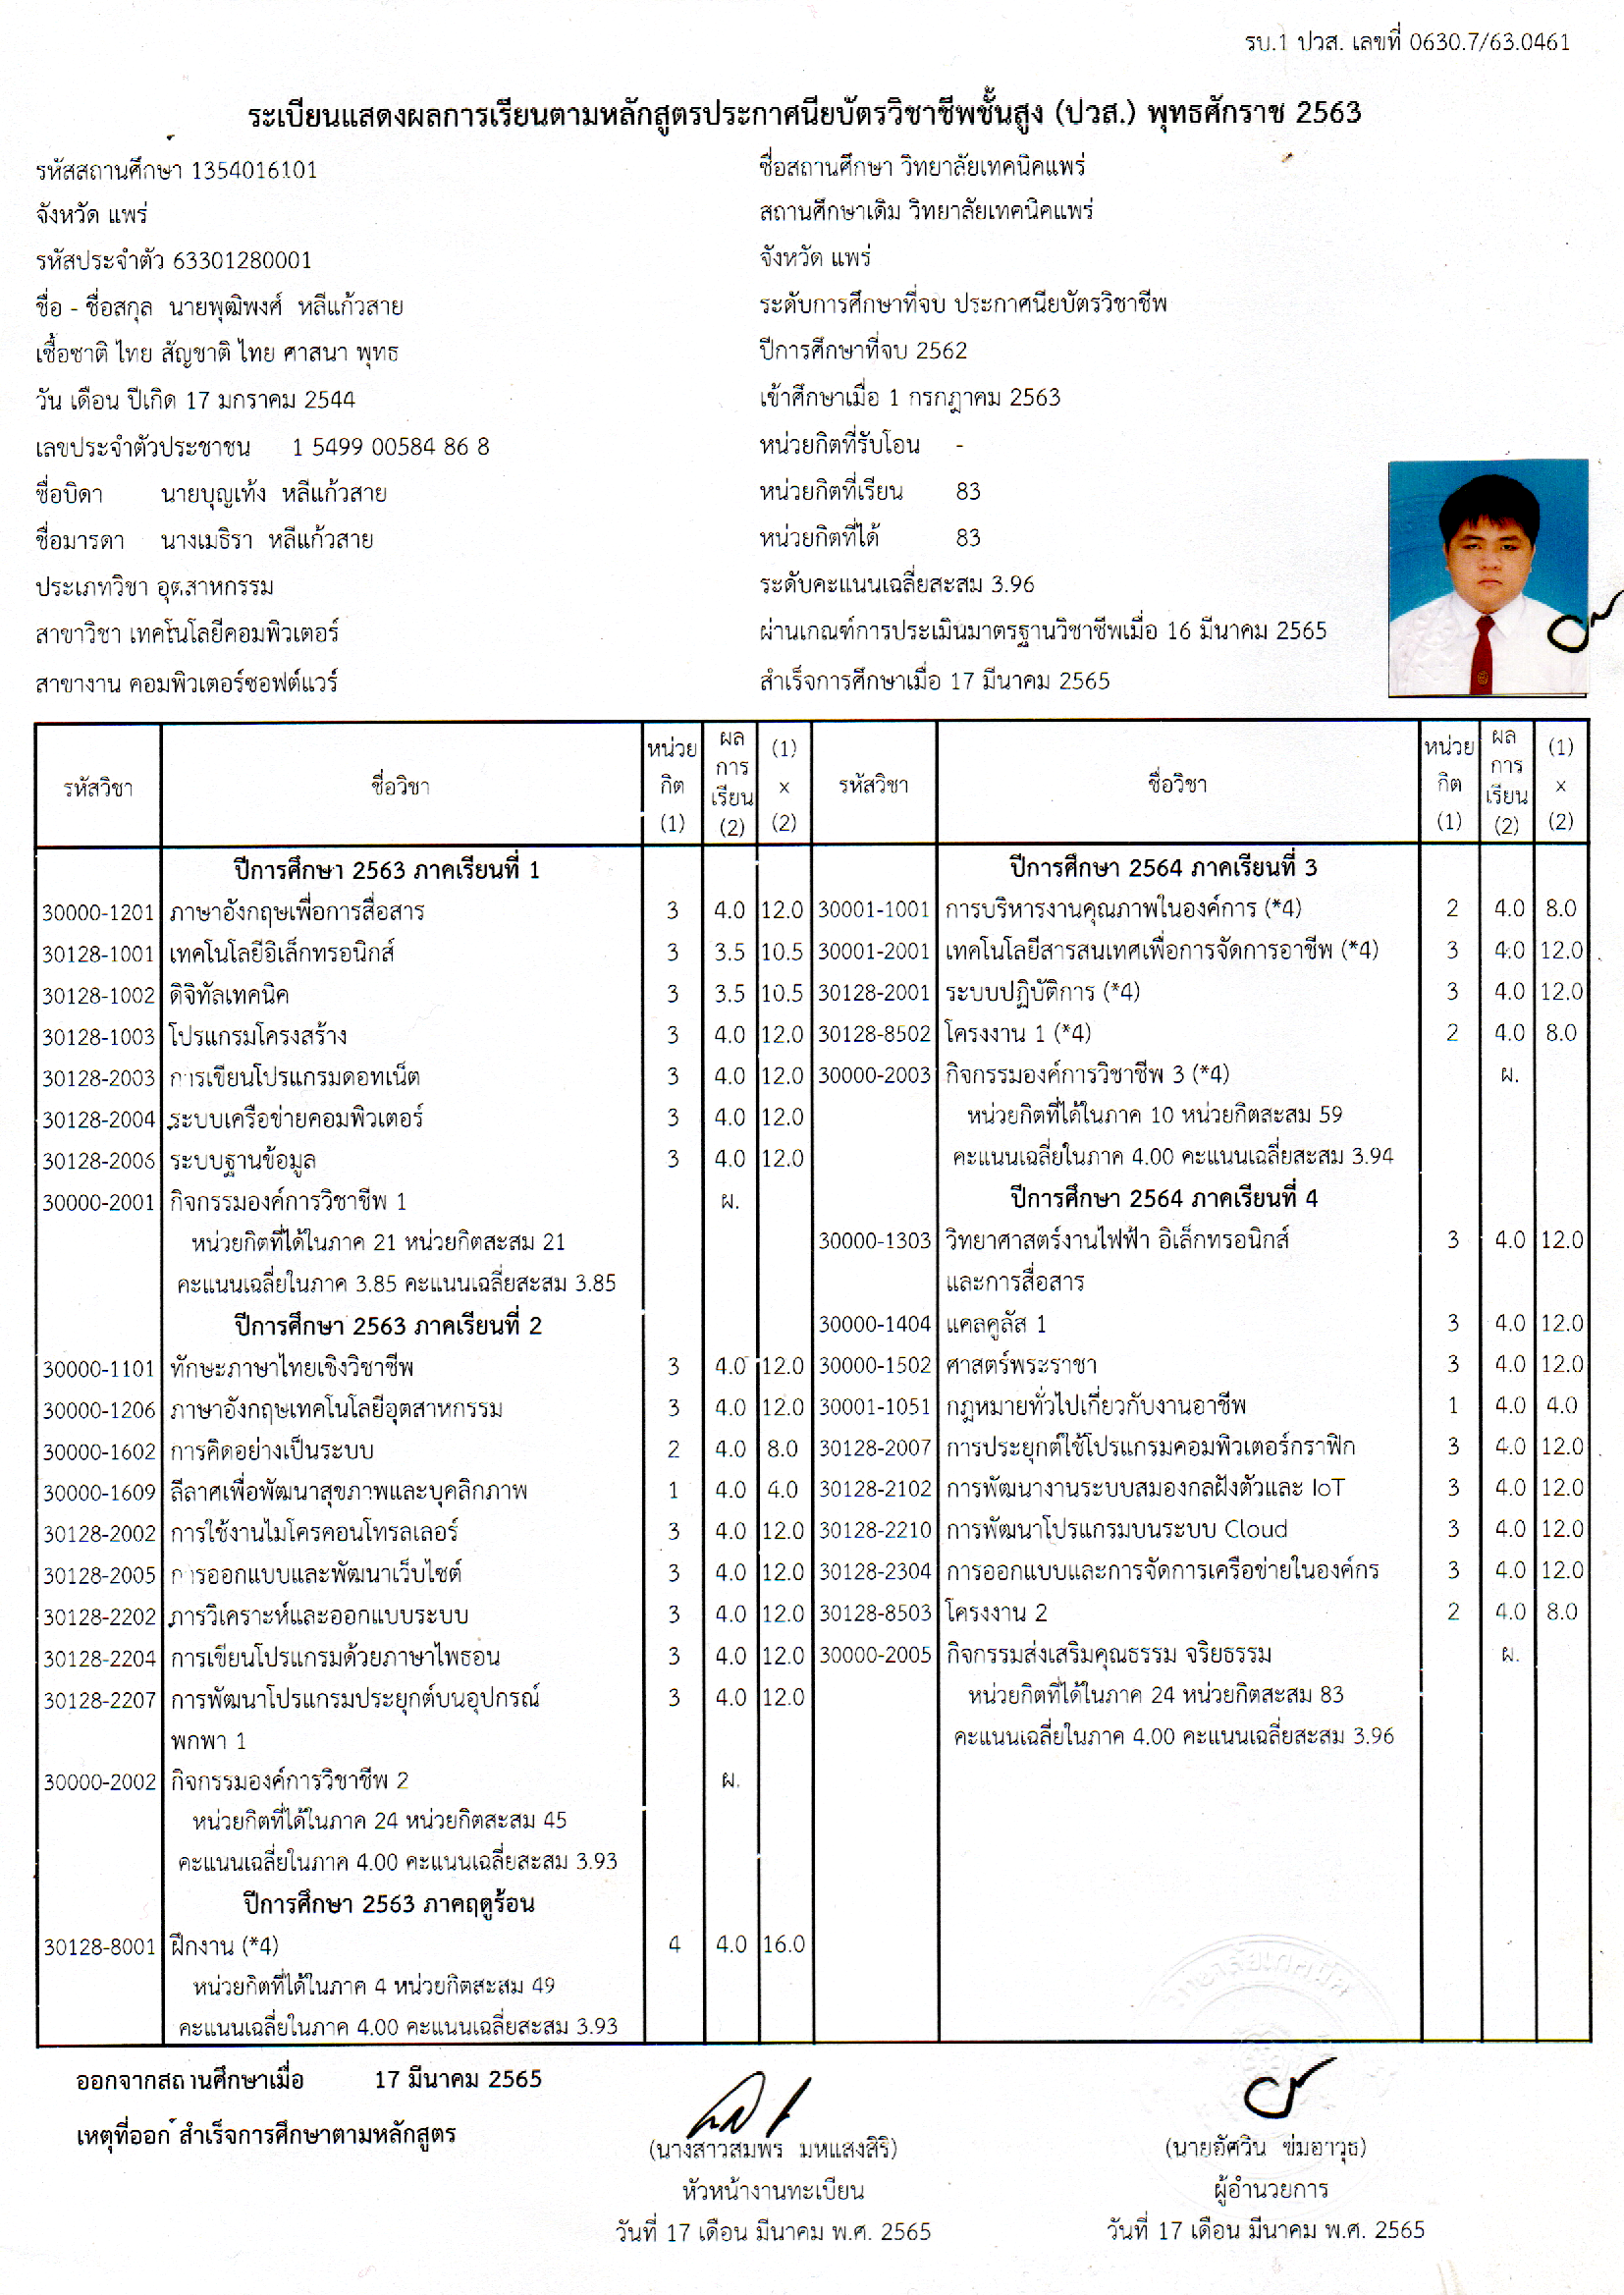 รบ.1 ปวส. เลขที่ 0630.7/63.0461
ระเบียนแสดงผลการเรียนตามหลักสูตรประกาศนียบัตรวิชาชีพชั้นสูง (ปวส.) พุทธศักราช 2563
รหัสสถานศึกษา 1354016101
จังหวัด แพร่
รหัสประจำตัว 63301280001
ชื่อ - ชื่อสกุล นายพุฒิพงศ์ หลีแก้วสาย
เชื้อชาติ ไทย สัญชาติ ไทย ศาสนา พุทธ
วัน เดือน ปีเกิด 17 มกราคม 2544
เลขประจำตัวประชาชน 1 5499 00584 86 8
ชื่อบิดา นายบุญเท้ง หลีแก้วสาย
ชื่อมารดา นางเมธิรา หลีแก้วสาย
ประเภทวิชา อุตสาหกรรม
สาขาวิชา เทคโนโลยีคอมพิวเตอร์
สาขางาน คอมพิวเตอร์ซอฟต์แวร์
ชื่อสถานศึกษา วิทยาลัยเทคนิคแพร่
สถานศึกษาเดิม วิทยาลัยเทคนิคแพร่
จังหวัด แพร่
ระดับการศึกษาที่จบ ประกาศนียบัตรวิชาชีพ
ปีการศึกษาที่จบ 2562
เข้าศึกษาเมื่อ 1 กรกฎาคม 2563
หน่วยกิตที่รับโอน -
หน่วยกิตที่เรียน 83
หน่วยกิตที่ได้ 83
ระดับคะแนนเฉลี่ยสะสม 3.96
ผ่านเกณฑ์การประเมินมาตรฐานวิชาชีพเมื่อ 16 มีนาคม 2565
สำเร็จการศึกษาเมื่อ 17 มีนาคม 2565
รหัสวิชา ชื่อวิชา หน่วยกิต (1) ผลการเรียน (2) (1) x (2)
ปีการศึกษา 2563 ภาคเรียนที่ 1
30000-1201 ภาษาอังกฤษเพื่อการสื่อสาร 3 4.0 12.0
30128-1001 เทคโนโลยีอิเล็กทรอนิกส์ 3 3.5 10.5
30128-1002 ดิจิทัลเทคนิค 3 3.5 10.5
30128-1003 โปรแกรมโครงสร้าง 3 4.0 12.0
30128-2003 การเขียนโปรแกรมดอทเน็ต 3 4.0 12.0
30128-2004 ระบบเครือข่ายคอมพิวเตอร์ 3 4.0 12.0
30128-2006 ระบบฐานข้อมูล 3 4.0 12.0
30000-2001 กิจกรรมองค์การวิชาชีพ 1 ผ.
หน่วยกิตที่ได้ในภาค 21 หน่วยกิตสะสม 21
คะแนนเฉลี่ยในภาค 3.85 คะแนนเฉลี่ยสะสม 3.85
ปีการศึกษา 2563 ภาคเรียนที่ 2
30000-1101 ทักษะภาษาไทยเชิงวิชาชีพ 3 4.0 12.0
30000-1206 ภาษาอังกฤษเทคโนโลยีอุตสาหกรรม 3 4.0 12.0
30000-1602 การคิดอย่างเป็นระบบ 2 4.0 8.0
30000-1609 ลีลาศเพื่อพัฒนาสุขภาพและบุคลิกภาพ 1 4.0 4.0
30128-2002 การใช้งานไมโครคอนโทรลเลอร์ 3 4.0 12.0
30128-2005 การออกแบบและพัฒนาเว็บไซต์ 3 4.0 12.0
30128-2202 การวิเคราะห์และออกแบบระบบ 3 4.0 12.0
30128-2204 การเขียนโปรแกรมด้วยภาษาไพธอน 3 4.0 12.0
30128-2207 การพัฒนาโปรแกรมประยุกต์บนอุปกรณ์ 3 4.0 12.0
พกพา 1
30000-2002 กิจกรรมองค์การวิชาชีพ 2 ผ.
หน่วยกิตที่ได้ในภาค 24 หน่วยกิตสะสม 45
คะแนนเฉลี่ยในภาค 4.00 คะแนนเฉลี่ยสะสม 3.93
ปีการศึกษา 2563 ภาคฤดูร้อน
30128-8001 ฝึกงาน (*4) 4 4.0 16.0
หน่วยกิตที่ได้ในภาค 4 หน่วยกิตสะสม 49
คะแนนเฉลี่ยในภาค 4.00 คะแนนเฉลี่ยสะสม 3.93
รหัสวิชา ชื่อวิชา หน่วยกิต (1) ผลการเรียน (2) (1) x (2)
ปีการศึกษา 2564 ภาคเรียนที่ 3
30001-1001 การบริหารงานคุณภาพในองค์การ (*4) 2 4.0 8.0
30001-2001 เทคโนโลยีสารสนเทศเพื่อการจัดการอาชีพ (*4) 3 4.0 12.0
30128-2001 ระบบปฏิบัติการ (*4) 3 4.0 12.0
30128-8502 โครงงาน 1 (*4) 2 4.0 8.0
30000-2003 กิจกรรมองค์การวิชาชีพ 3 (*4) ผ.
หน่วยกิตที่ได้ในภาค 10 หน่วยกิตสะสม 59
คะแนนเฉลี่ยในภาค 4.00 คะแนนเฉลี่ยสะสม 3.94
ปีการศึกษา 2564 ภาคเรียนที่ 4
30000-1303 วิทยาศาสตร์งานไฟฟ้า อิเล็กทรอนิกส์ 3 4.0 12.0
และการสื่อสาร
30000-1404 แคลคูลัส 1 3 4.0 12.0
30000-1502 ศาสตร์พระราชา 3 4.0 12.0
30001-1051 กฎหมายทั่วไปเกี่ยวกับงานอาชีพ 1 4.0 4.0
30128-2007 การประยุกต์ใช้โปรแกรมคอมพิวเตอร์กราฟิก 3 4.0 12.0
30128-2102 การพัฒนางานระบบสมองกลฝังตัวและ IoT 3 4.0 12.0
30128-2210 การพัฒนาโปรแกรมบนระบบ Cloud 3 4.0 12.0
30128-2304 การออกแบบและการจัดการเครือข่ายในองค์กร 3 4.0 12.0
30128-8503 โครงงาน 2 2 4.0 8.0
30000-2005 กิจกรรมส่งเสริมคุณธรรม จริยธรรม ผ.
หน่วยกิตที่ได้ในภาค 24 หน่วยกิตสะสม 83
คะแนนเฉลี่ยในภาค 4.00 คะแนนเฉลี่ยสะสม 3.96
ออกจากสถานศึกษาเมื่อ 17 มีนาคม 2565
เหตุที่ออก สำเร็จการศึกษาตามหลักสูตร
(นางสาวสมพร มหแสงสิริ)
หัวหน้างานทะเบียน
วันที่ 17 เดือน มีนาคม พ.ศ. 2565
(นายอัศวิน ข่มอาวุธ)
ผู้อำนวยการ
วันที่ 17 เดือน มีนาคม พ.ศ. 2565